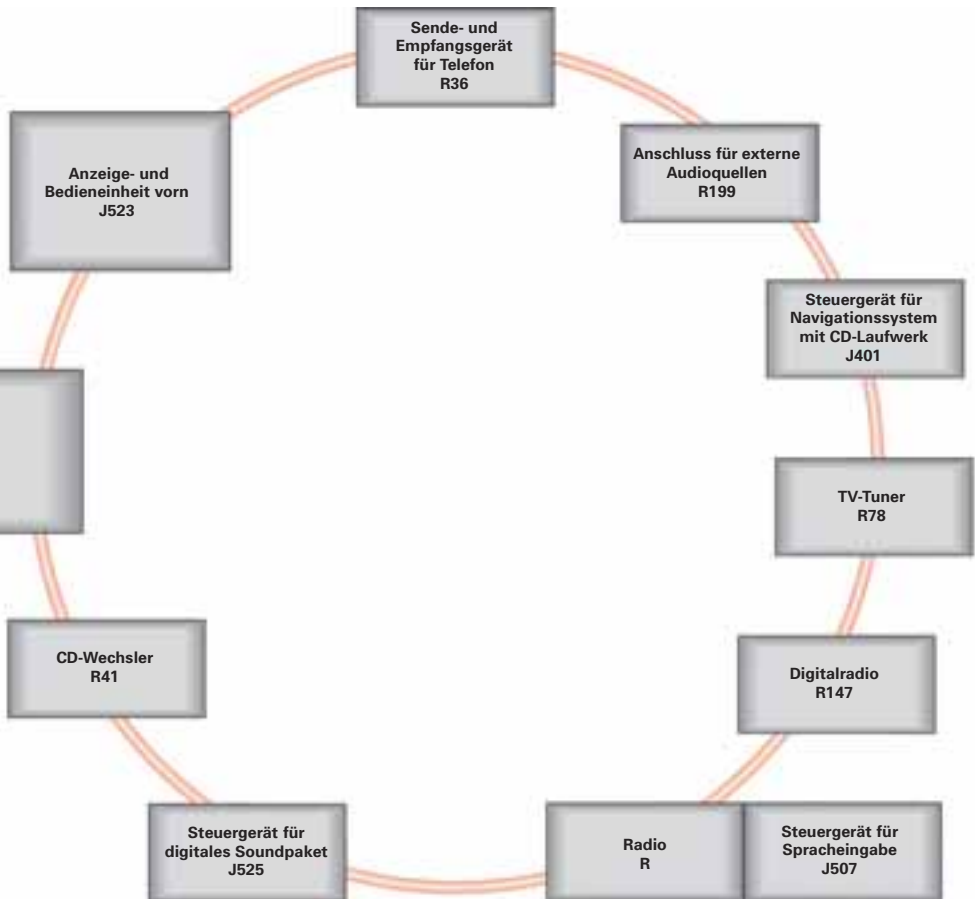 Sende- und
Empfangsgerät
für Telefon
R36
Anschluss für externe
Audioquellen
R199
Anzeige- und
Bedieneinheit vorn
J523
Steuergerät für
Navigationssystem
mit CD-Laufwerk
J401
TV-Tuner
R78
CD-Wechsler
R41
Digitalradio
R147
Steuergerät für
digitales Soundpaket
J525
Radio
R
Steuergerät für
Spracheingabe
J507